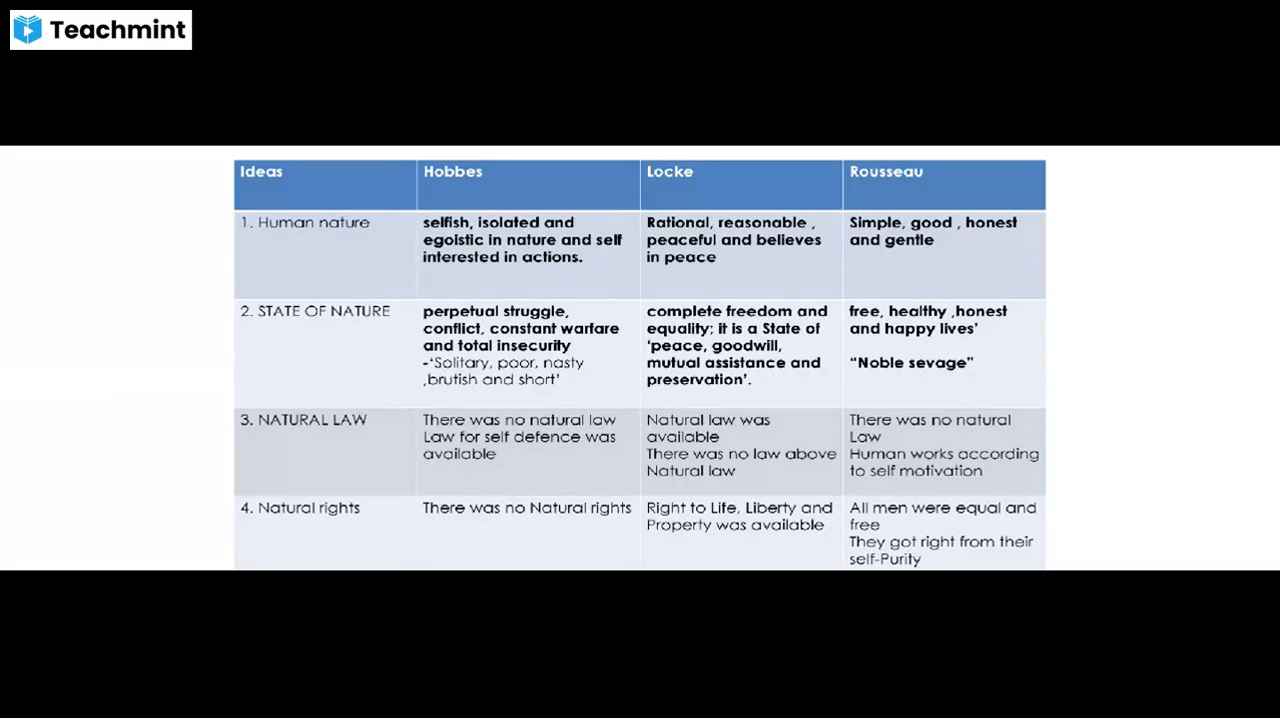 Teachmint
Ideas
Hobbes
Locke
Rousseau
1. Human nature
selfish, isolated and
egoistic in nature and self
interested in actions.
Rational, reasonable ,
peaceful and believes
in peace
Simple, good , honest
and gentle
2. STATE OF NATURE
perpetual struggle,
conflict, constant warfare
and total insecurity
-‘Solitary, poor, nasty
,brutish and short’
complete freedom and
equality; it is a State of
‘peace, goodwill,
mutual assistance and
preservation’.
free, healthy ,honest
and happy lives’
“Noble sevage”
3. NATURAL LAW
There was no natural law
Law for self defence was
available
Natural law was
available
There was no law above
Natural law
There was no natural
Law
Human works according
to self motivation
4. Natural rights
There was no Natural rights
Right to Life, Liberty and
Property was available
All men were equal and
free
They got right from their
self-Purity